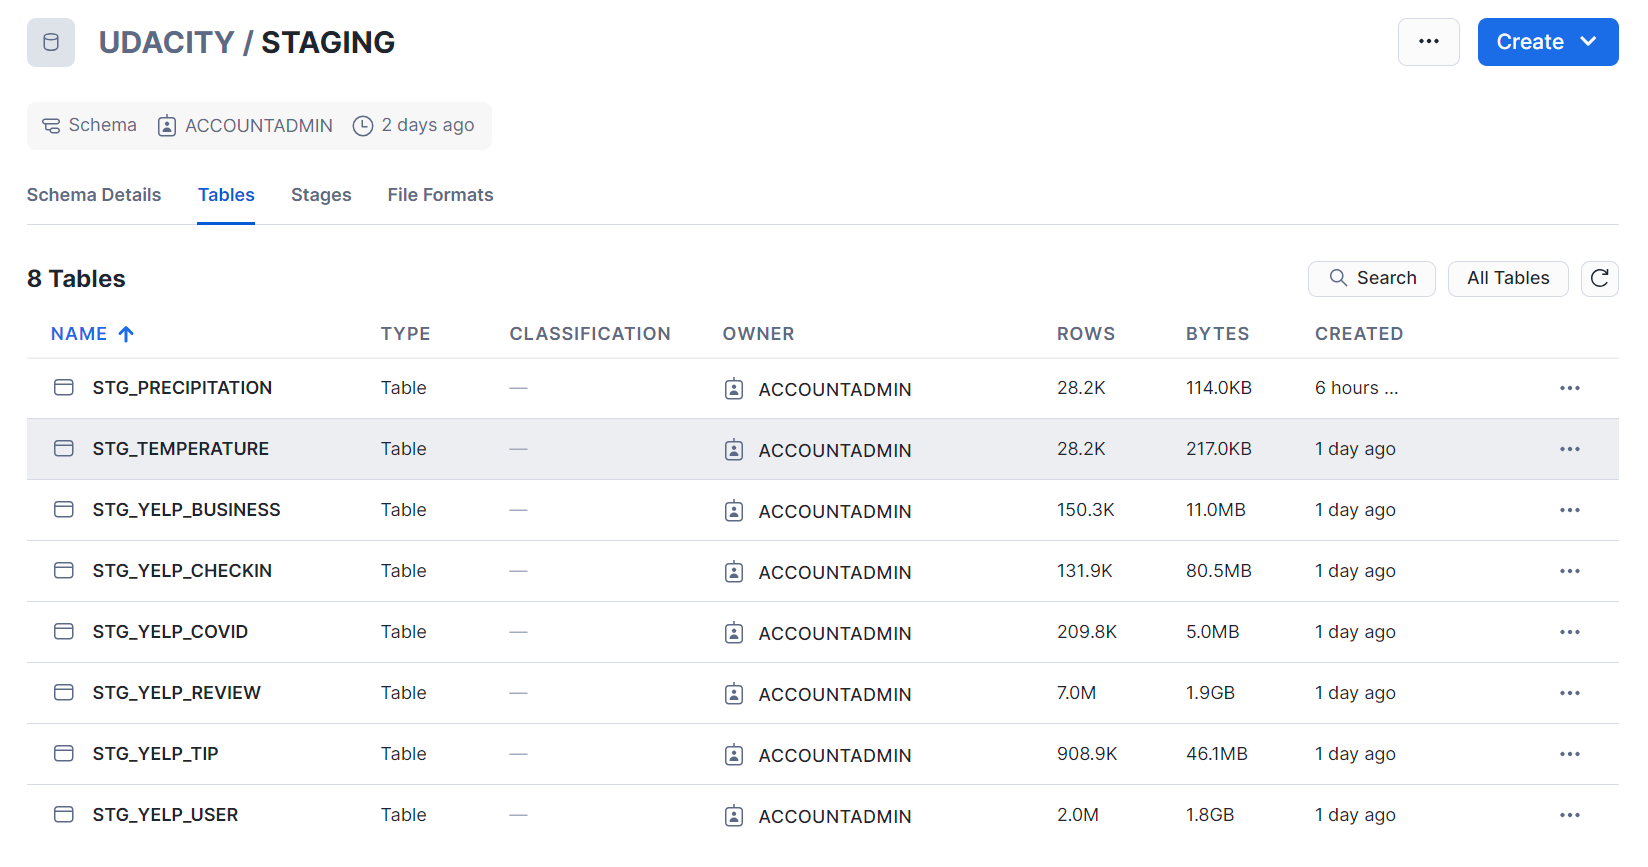 UDACITY / STAGING
Create
Schema ACCOUNTADMIN 2 days ago
Schema Details Tables Stages File Formats
8 Tables
Search All Tables
NAME TYPE CLASSIFICATION OWNER ROWS BYTES CREATED
STG_PRECIPITATION Table — ACCOUNTADMIN 28.2K 114.0KB 6 hours ...
STG_TEMPERATURE Table — ACCOUNTADMIN 28.2K 217.0KB 1 day ago
STG_YELP_BUSINESS Table — ACCOUNTADMIN 150.3K 11.0MB 1 day ago
STG_YELP_CHECKIN Table — ACCOUNTADMIN 131.9K 80.5MB 1 day ago
STG_YELP_COVID Table — ACCOUNTADMIN 209.8K 5.0MB 1 day ago
STG_YELP_REVIEW Table — ACCOUNTADMIN 7.0M 1.9GB 1 day ago
STG_YELP_TIP Table — ACCOUNTADMIN 908.9K 46.1MB 1 day ago
STG_YELP_USER Table — ACCOUNTADMIN 2.0M 1.8GB 1 day ago